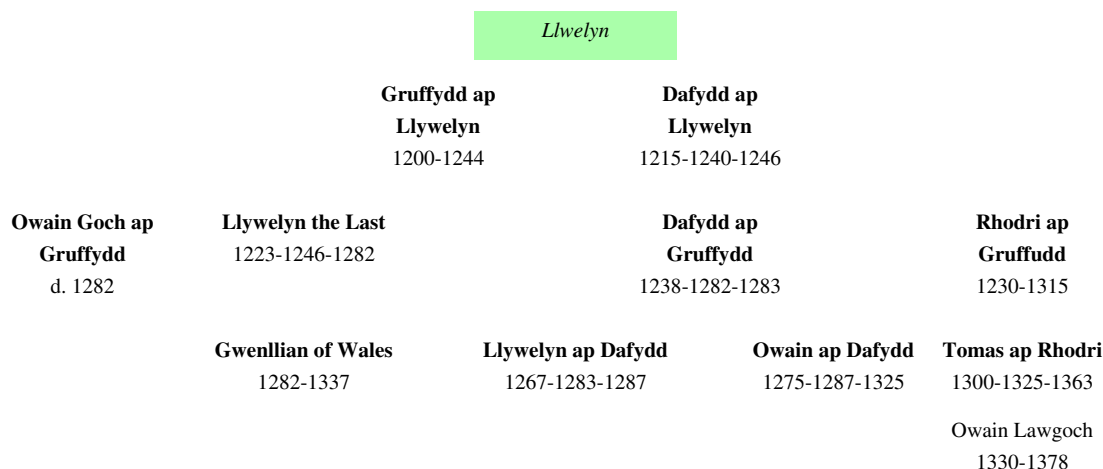 Llwelyn
Gruffydd ap
Llywelyn
1200-1244
Dafydd ap
Llywelyn
1215-1240-1246
Owain Goch ap
Gruffydd
d. 1282
Llywelyn the Last
1223-1246-1282
Dafydd ap
Gruffydd
1238-1282-1283
Rhodri ap
Gruffudd
1230-1315
Gwenllian of Wales
1282-1337
Llywelyn ap Dafydd
1267-1283-1287
Owain ap Dafydd
1275-1287-1325
Tomas ap Rhodri
1300-1325-1363
Owain Lawgoch
1330-1378